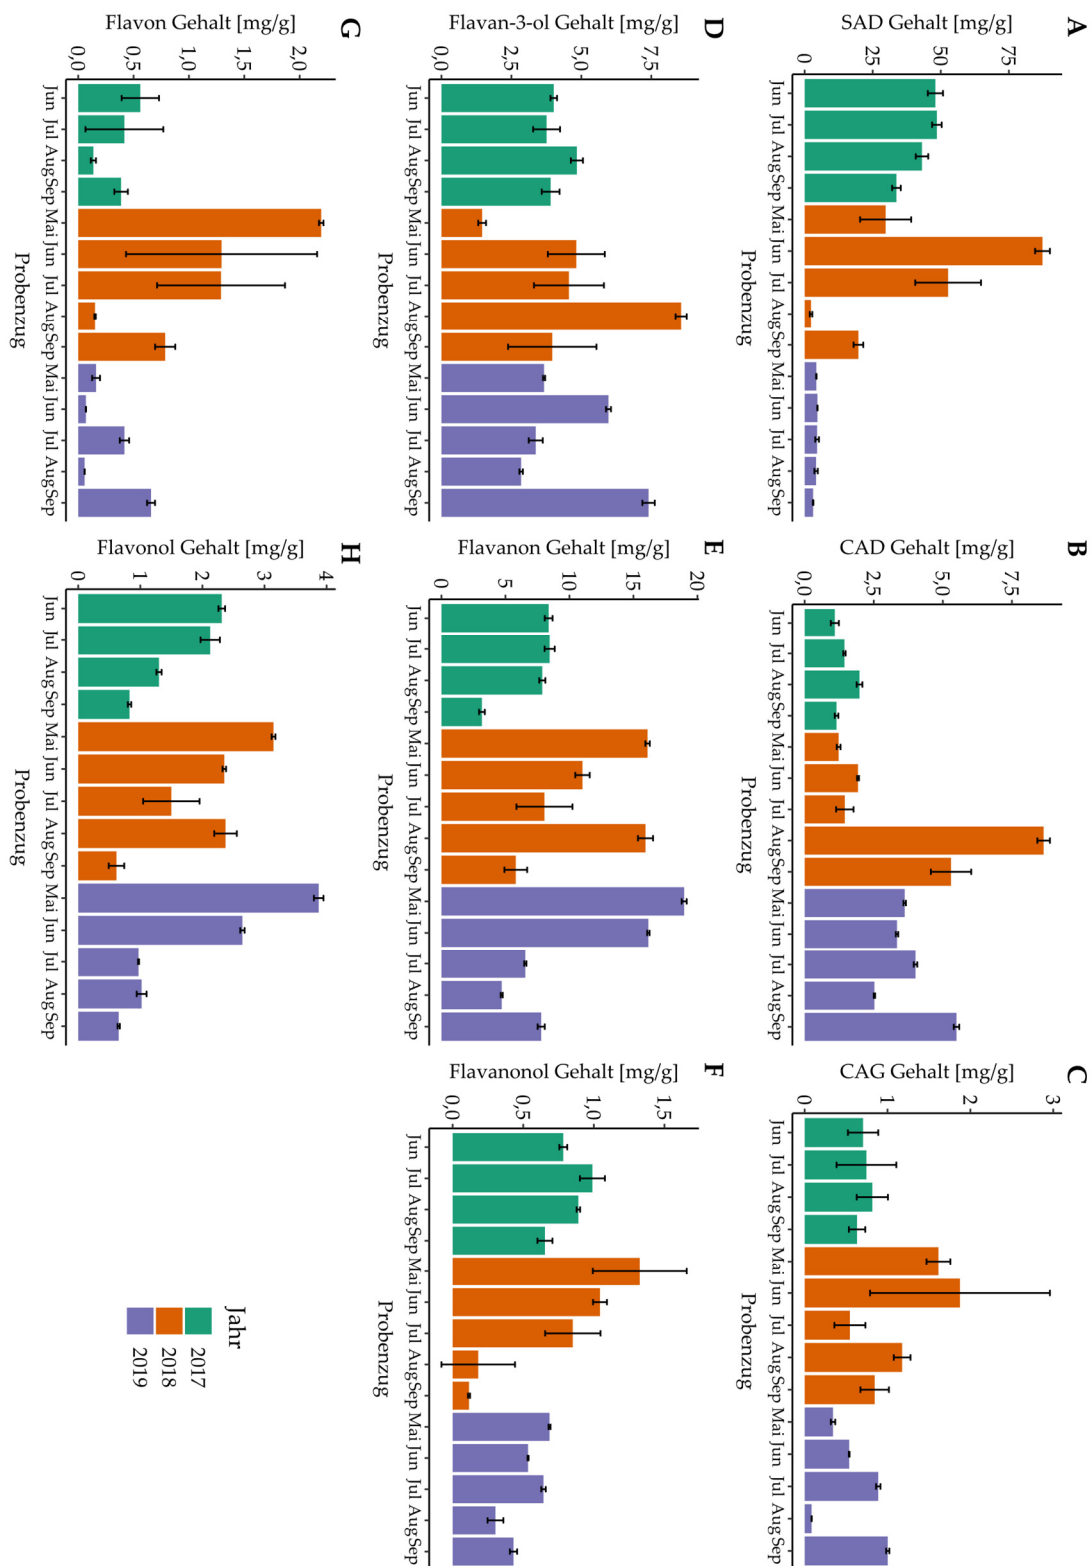 A
SAD Gehalt [mg/g]
0
25
50
75
Jun
Jul
Aug
Sep
Mai
Jun
Jul
Aug
Sep
Mai
Jun
Jul
Aug
Sep
Probenzug
B
CAD Gehalt [mg/g]
0,0
2,5
5,0
7,5
Jun
Jul
Aug
Sep
Mai
Jun
Jul
Aug
Sep
Mai
Jun
Jul
Aug
Sep
Probenzug
C
CAG Gehalt [mg/g]
0
1
2
3
Jun
Jul
Aug
Sep
Mai
Jun
Jul
Aug
Sep
Mai
Jun
Jul
Aug
Sep
Probenzug
D
Flavan-3-ol Gehalt [mg/g]
0,0
2,5
5,0
7,5
Jun
Jul
Aug
Sep
Mai
Jun
Jul
Aug
Sep
Mai
Jun
Jul
Aug
Sep
Probenzug
E
Flavanon Gehalt [mg/g]
0
5
10
15
20
Jun
Jul
Aug
Sep
Mai
Jun
Jul
Aug
Sep
Mai
Jun
Jul
Aug
Sep
Probenzug
F
Flavanonol Gehalt [mg/g]
0,0
0,5
1,0
1,5
Jun
Jul
Aug
Sep
Mai
Jun
Jul
Aug
Sep
Mai
Jun
Jul
Aug
Sep
Probenzug
G
Flavon Gehalt [mg/g]
0,0
0,5
1,0
1,5
2,0
Jun
Jul
Aug
Sep
Mai
Jun
Jul
Aug
Sep
Mai
Jun
Jul
Aug
Sep
Probenzug
H
Flavonol Gehalt [mg/g]
0
1
2
3
4
Jun
Jul
Aug
Sep
Mai
Jun
Jul
Aug
Sep
Mai
Jun
Jul
Aug
Sep
Probenzug
Jahr
2017
2018
2019